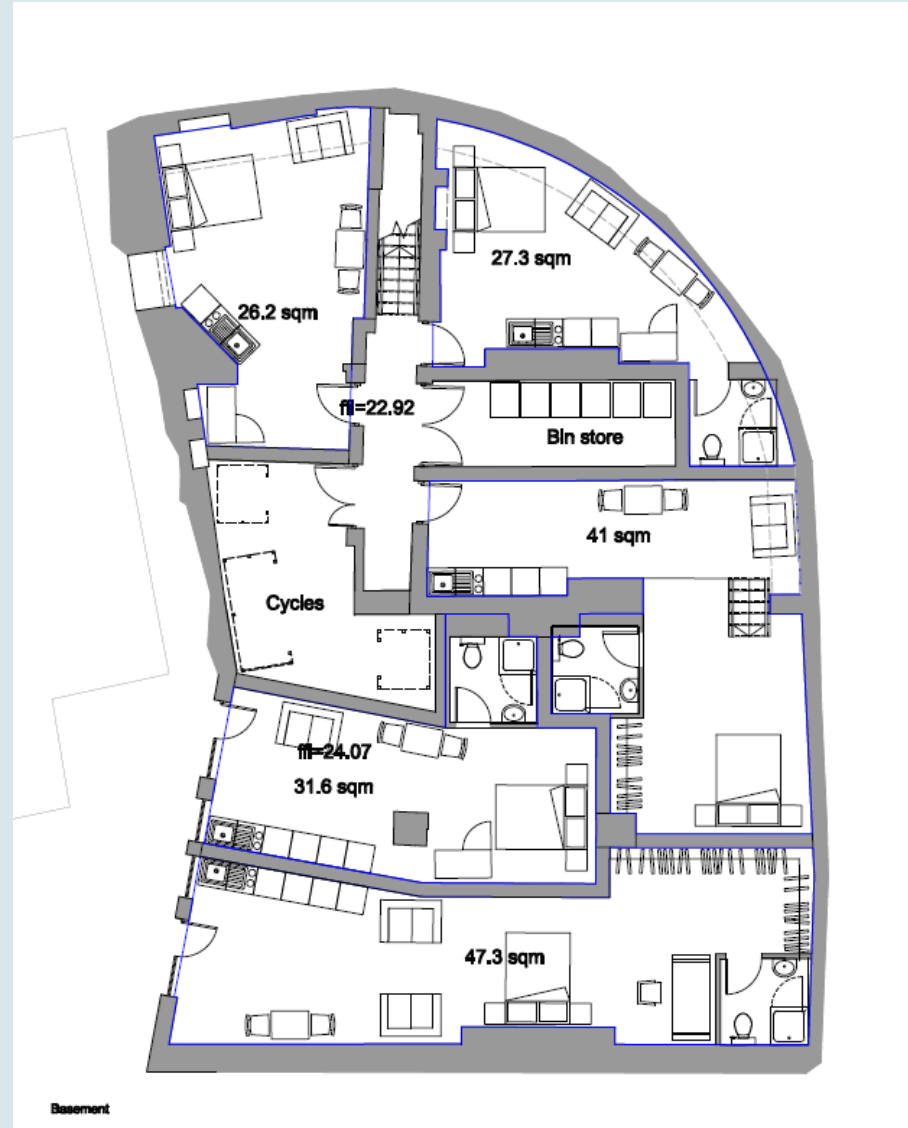 27.3 sqm
26.2 sqm
ffl=22.92
Bin store
41 sqm
Cycles
ffl=24.07
31.6 sqm
47.3 sqm
Basement